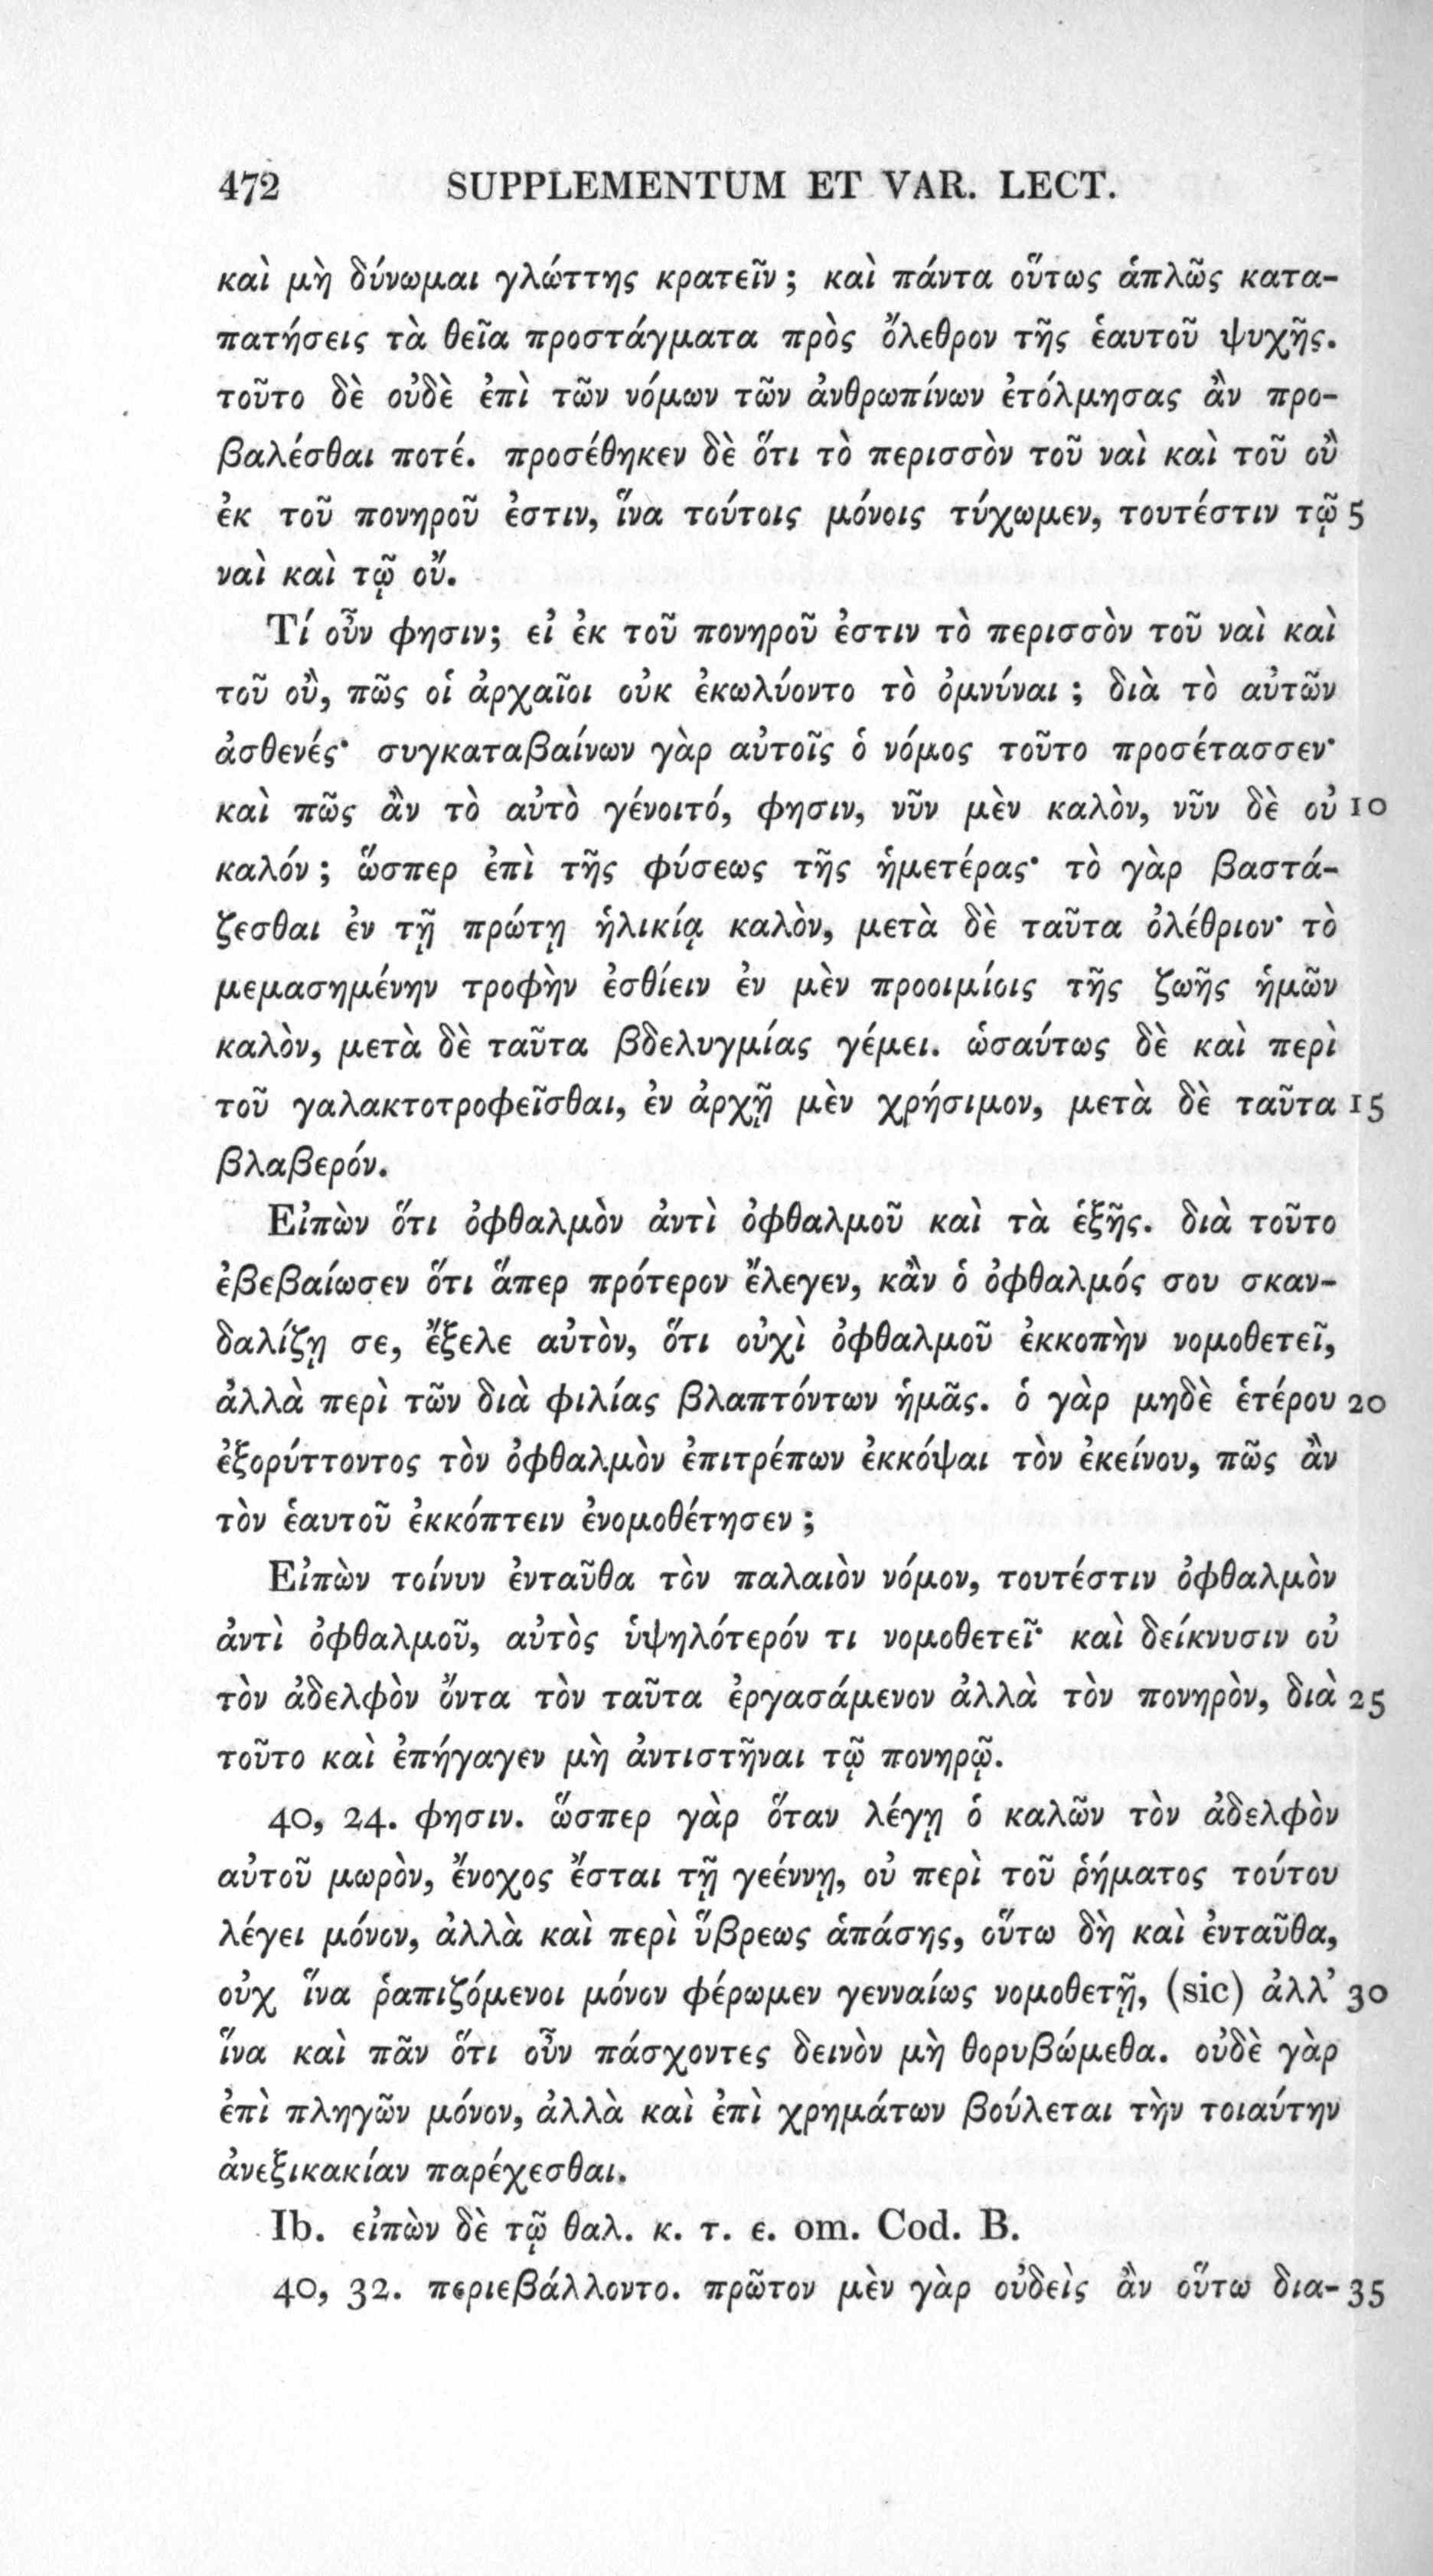 472 SUPPLEMENTUM ET VAR. LECT.
καὶ μὴ δύνωμαι γλώττης κρατεῖν; καὶ πάντα οὕτως ἁπλῶς κατα-
πατήσεις τὰ θεῖα προστάγματα πρὸς ὄλεθρον τῆς ἑαυτοῦ ψυχῆς.
τοῦτο δὲ οὐδὲ ἐπὶ τῶν νόμων τῶν ἀνθρωπίνων ἐτόλμησας ἂν προ-
βαλέσθαι ποτέ. προσέθηκεν δὲ ὅτι τὸ περισσὸν τοῦ ναὶ καὶ τοῦ οὒ
ἐκ τοῦ πονηροῦ ἐστιν, ἵνα τούτοις μόνοις τύχωμεν, τουτέστιν τῷ 5
ναὶ καὶ τῷ οὔ.
Τί οὖν φησιν; εἰ ἐκ τοῦ πονηροῦ ἐστιν τὸ περισσὸν τοῦ ναὶ καὶ
τοῦ οὒ, πῶς οἱ ἀρχαῖοι οὐκ ἐκωλύοντο τὸ ὀμνύναι; διὰ τὸ αὐτῶν
ἀσθενές· συγκαταβαίνων γὰρ αὐτοῖς ὁ νόμος τοῦτο προσέτασσεν·
καὶ πῶς ἂν τὸ αὐτὸ γένοιτό, φησιν, νῦν μὲν καλὸν, νῦν δὲ οὐ 10
καλόν; ὥσπερ ἐπὶ τῆς φύσεως τῆς ἡμετέρας· τὸ γὰρ βαστά-
ζεσθαι ἐν τῇ πρώτῃ ἡλικίᾳ καλὸν, μετὰ δὲ ταῦτα ὀλέθριον· τὸ
μεμασημένην τροφὴν ἐσθίειν ἐν μὲν προοιμίοις τῆς ζωῆς ἡμῶν
καλὸν, μετὰ δὲ ταῦτα βδελυγμίας γέμει. ὡσαύτως δὲ καὶ περὶ
τοῦ γαλακτοτροφεῖσθαι, ἐν ἀρχῇ μὲν χρήσιμον, μετὰ δὲ ταῦτα 15
βλαβερόν.
Εἰπὼν ὅτι ὀφθαλμὸν ἀντὶ ὀφθαλμοῦ καὶ τὰ ἑξῆς. διὰ τοῦτο
ἐβεβαίωσεν ὅτι ἅπερ πρότερον ἔλεγεν, κἂν ὁ ὀφθαλμός σου σκαν-
δαλίζῃ σε, ἔξελε αὐτὸν, ὅτι οὐχὶ ὀφθαλμοῦ ἐκκοπὴν νομοθετεῖ,
ἀλλὰ περὶ τῶν διὰ φιλίας βλαπτόντων ἡμᾶς. ὁ γὰρ μηδὲ ἑτέρου 20
ἐξορύττοντος τὸν ὀφθαλμὸν ἐπιτρέπων ἐκκόψαι τὸν ἐκείνου, πῶς ἂν
τὸν ἑαυτοῦ ἐκκόπτειν ἐνομοθέτησεν;
Εἰπὼν τοίνυν ἐνταῦθα τὸν παλαιὸν νόμον, τουτέστιν ὀφθαλμὸν
ἀντὶ ὀφθαλμοῦ, αὐτὸς ὑψηλότερόν τι νομοθετεῖ· καὶ δείκνυσιν οὐ
τὸν ἀδελφὸν ὄντα τὸν ταῦτα ἐργασάμενον ἀλλὰ τὸν πονηρὸν, διὰ 25
τοῦτο καὶ ἐπήγαγεν μὴ ἀντιστῆναι τῷ πονηρῷ.
40, 24. φησιν. ὥσπερ γὰρ ὅταν λέγῃ ὁ καλῶν τὸν ἀδελφὸν
αὐτοῦ μωρὸν, ἔνοχος ἔσται τῇ γεέννῃ, οὐ περὶ τοῦ ῥήματος τούτου
λέγει μόνον, ἀλλὰ καὶ περὶ ὕβρεως ἁπάσης, οὕτω δὴ καὶ ἐνταῦθα,
οὐχ ἵνα ῥαπιζόμενοι μόνον φέρωμεν γενναίως νομοθετῇ, (sic) ἀλλ' 30
ἵνα καὶ πᾶν ὅτι οὖν πάσχοντες δεινὸν μὴ θορυβώμεθα. οὐδὲ γὰρ
ἐπὶ πληγῶν μόνον, ἀλλὰ καὶ ἐπὶ χρημάτων βούλεται τὴν τοιαύτην
ἀνεξικακίαν παρέχεσθαι.
Ib. εἰπὼν δὲ τῷ θαλ. κ. τ. ε. om. Cod. B.
40, 32. περιεβάλλοντο. πρῶτον μὲν γὰρ οὐδεὶς ἂν οὕτω δια- 35